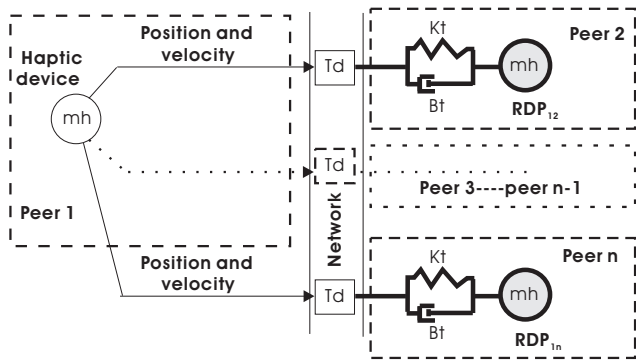 Position and
velocity
Haptic
device
mh
Peer 1
Td
Kt
Bt
mh
Peer 2
RDP12
Td
Peer 3----peer n-1
Network
Position and
velocity
Td
Kt
Bt
mh
Peer n
RDP1n